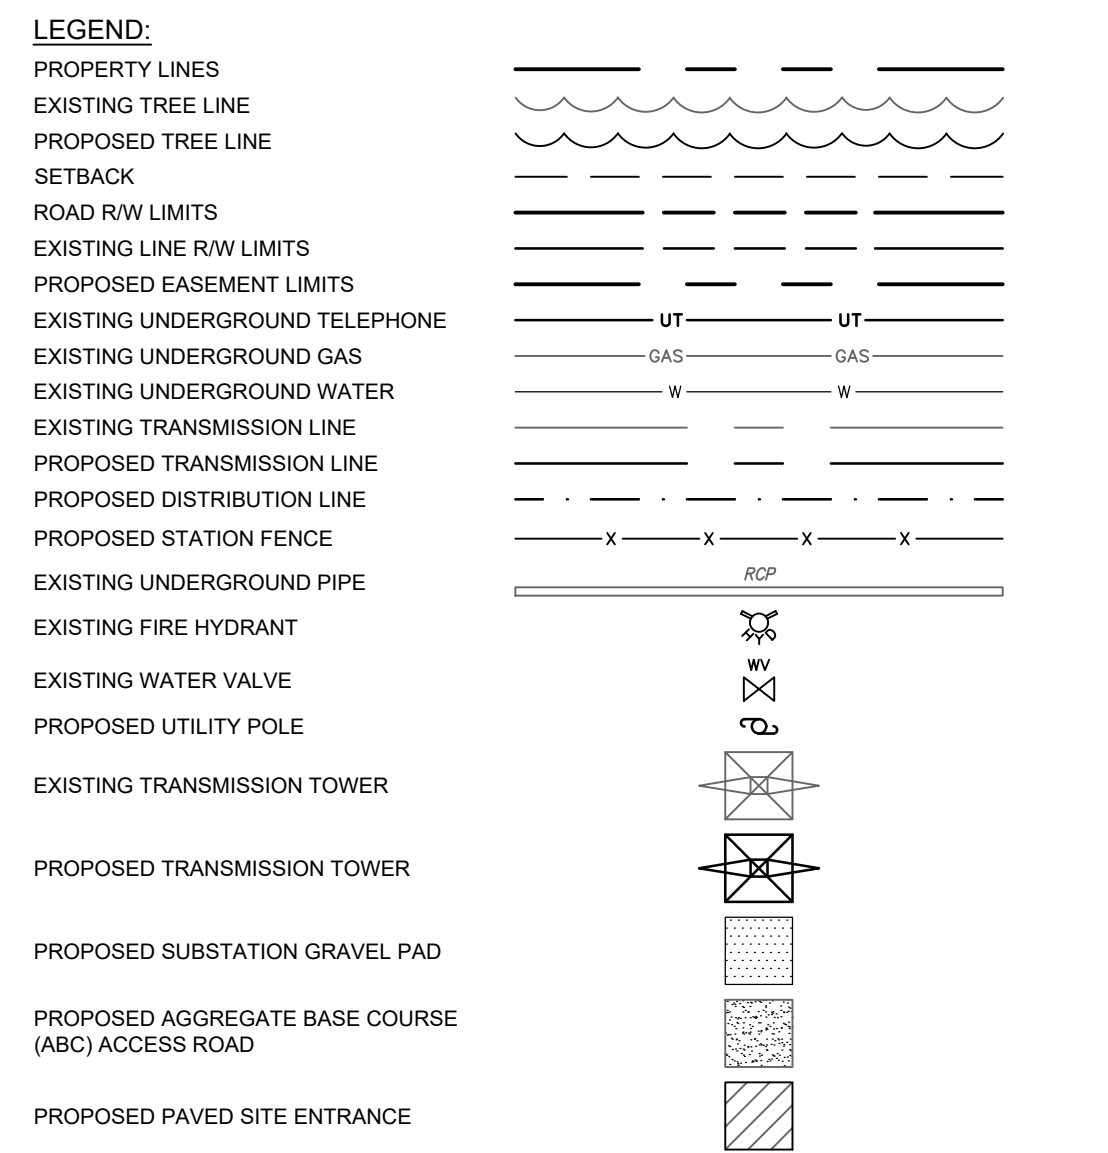 LEGEND:
PROPERTY LINES
EXISTING TREE LINE
PROPOSED TREE LINE
SETBACK
ROAD R/W LIMITS
EXISTING LINE R/W LIMITS
PROPOSED EASEMENT LIMITS
EXISTING UNDERGROUND TELEPHONE UT UT
EXISTING UNDERGROUND GAS GAS GAS
EXISTING UNDERGROUND WATER W W
EXISTING TRANSMISSION LINE
PROPOSED TRANSMISSION LINE
PROPOSED DISTRIBUTION LINE
PROPOSED STATION FENCE X X X X
RCP
EXISTING UNDERGROUND PIPE
EXISTING FIRE HYDRANT HYD
WV
EXISTING WATER VALVE
PROPOSED UTILITY POLE
EXISTING TRANSMISSION TOWER
PROPOSED TRANSMISSION TOWER
PROPOSED SUBSTATION GRAVEL PAD
PROPOSED AGGREGATE BASE COURSE
(ABC) ACCESS ROAD
PROPOSED PAVED SITE ENTRANCE